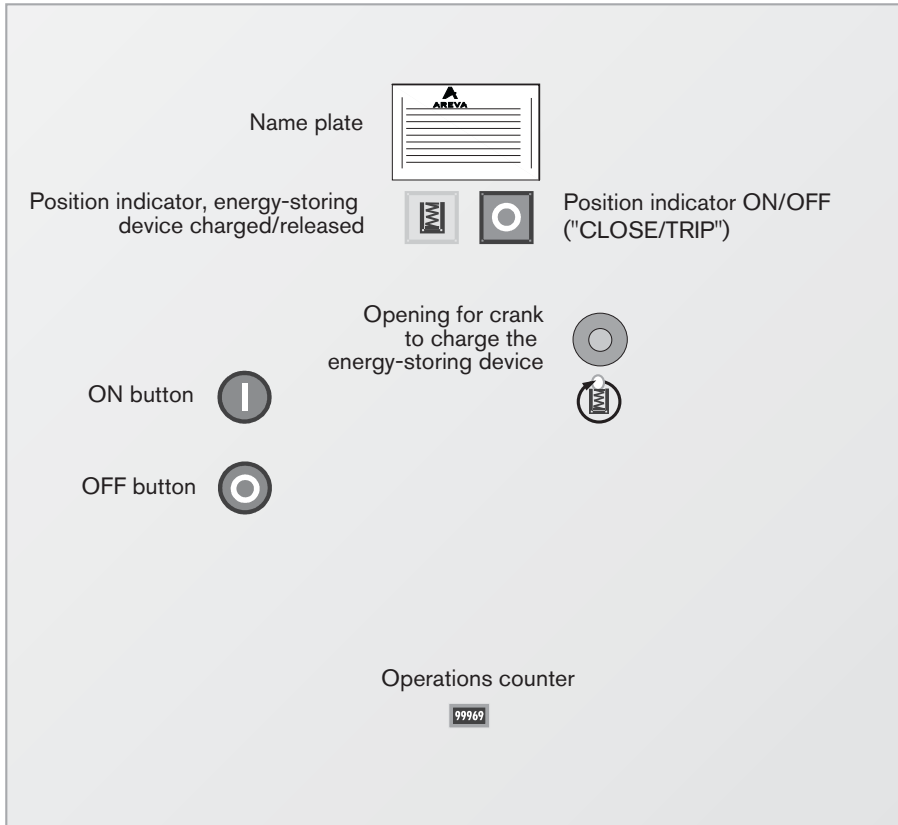 AREVA
Name plate
Position indicator, energy-storing
device charged/released
Position indicator ON/OFF
("CLOSE/TRIP")
Opening for crank
to charge the
energy-storing device
ON button
OFF button
Operations counter
99969